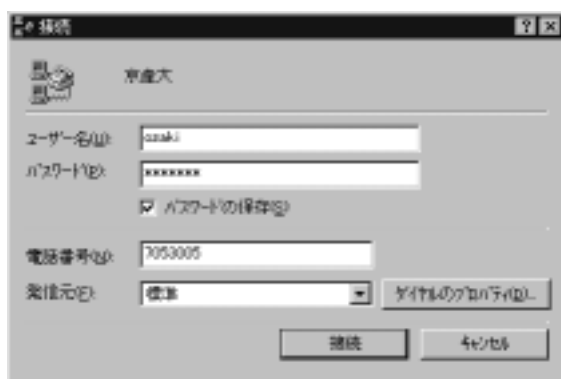 接続
京産大
ユーザー名(U):
ozaki
パスワード(P):
*******
パスワードの保存(S)
電話番号(N):
7053005
発信元(F):
標準
ダイヤルのプロパティ(D)...
接続
キャンセル